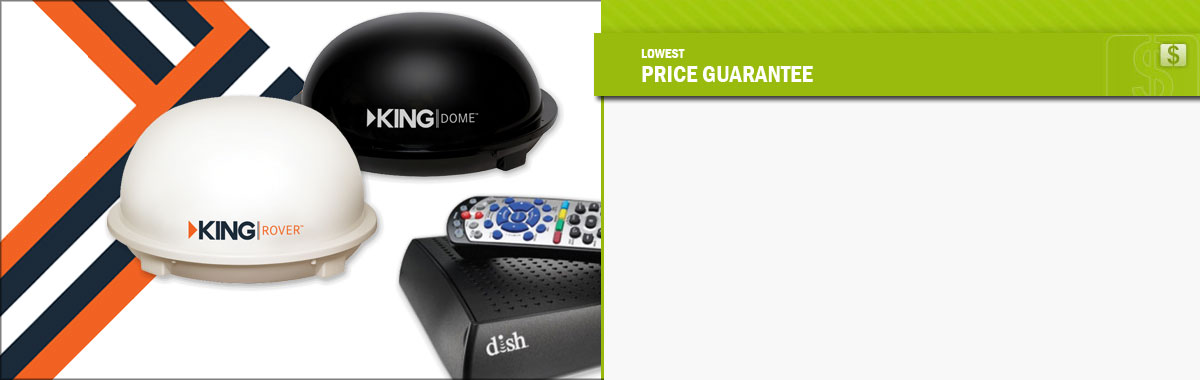 KING|DOME™
KING|ROVER™
dish
LOWEST
PRICE GUARANTEE
$